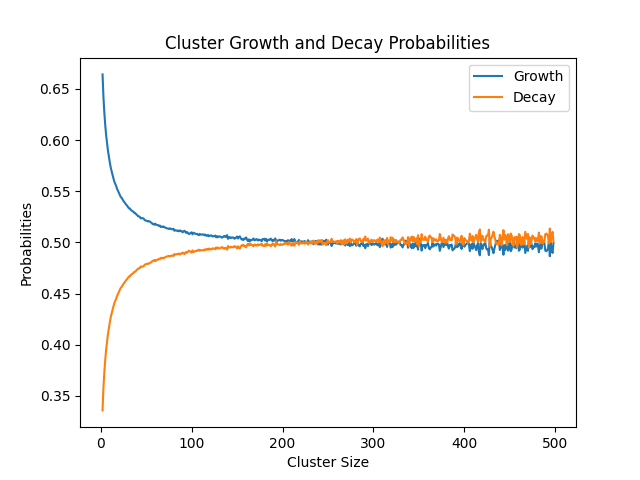 Cluster Growth and Decay Probabilities
Growth
Decay
0.65
0.60
0.55
0.50
0.45
0.40
0.35
Probabilities
0 100 200 300 400 500
Cluster Size